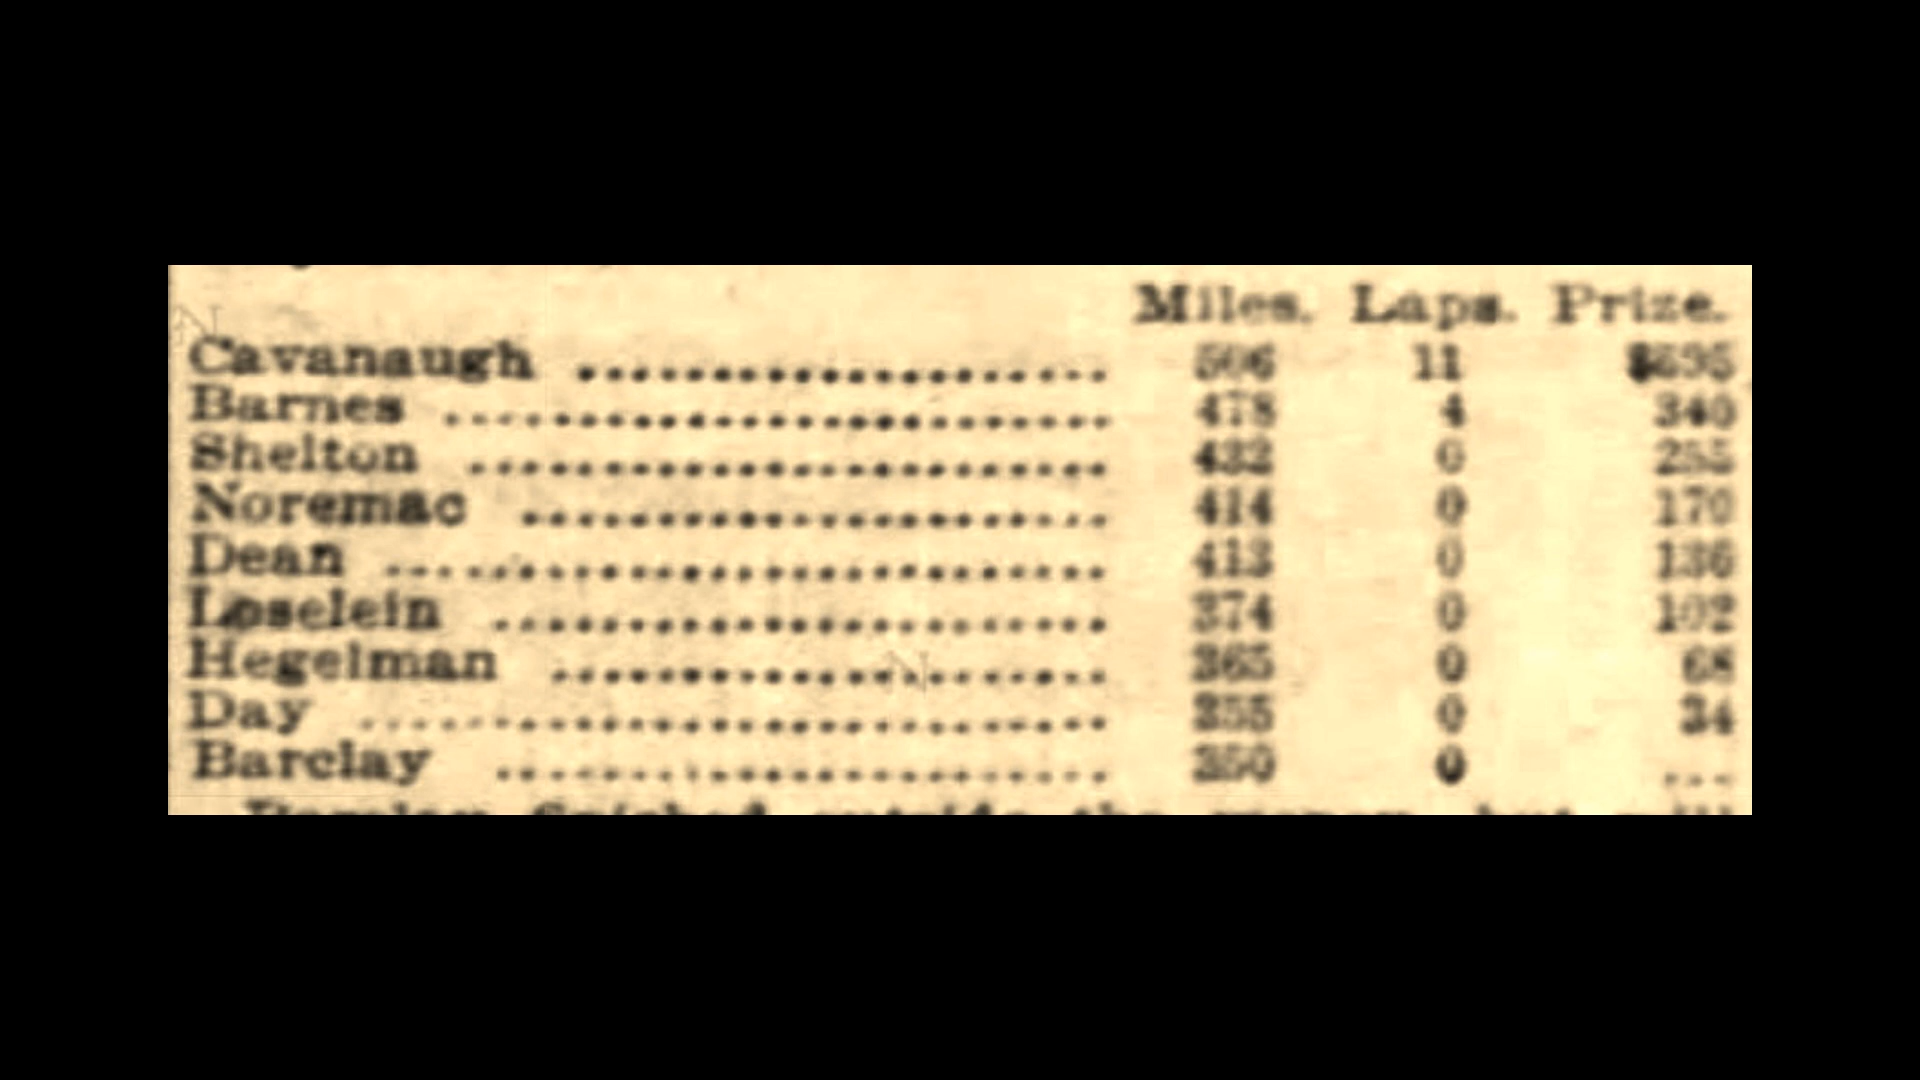 Miles. Laps. Prize.
Cavanaugh .................... 506 11
Barnes ......................... 478 4 340
Shelton ........................ 432 0 255
Noremac ...................... 414 0 170
Dean ........................... 413 0 136
Loselein ....................... 374 0 102
Hegelman ..................... 365 0 68
Day ............................ 355 0 34
Barclay ....................... 350 0 ...